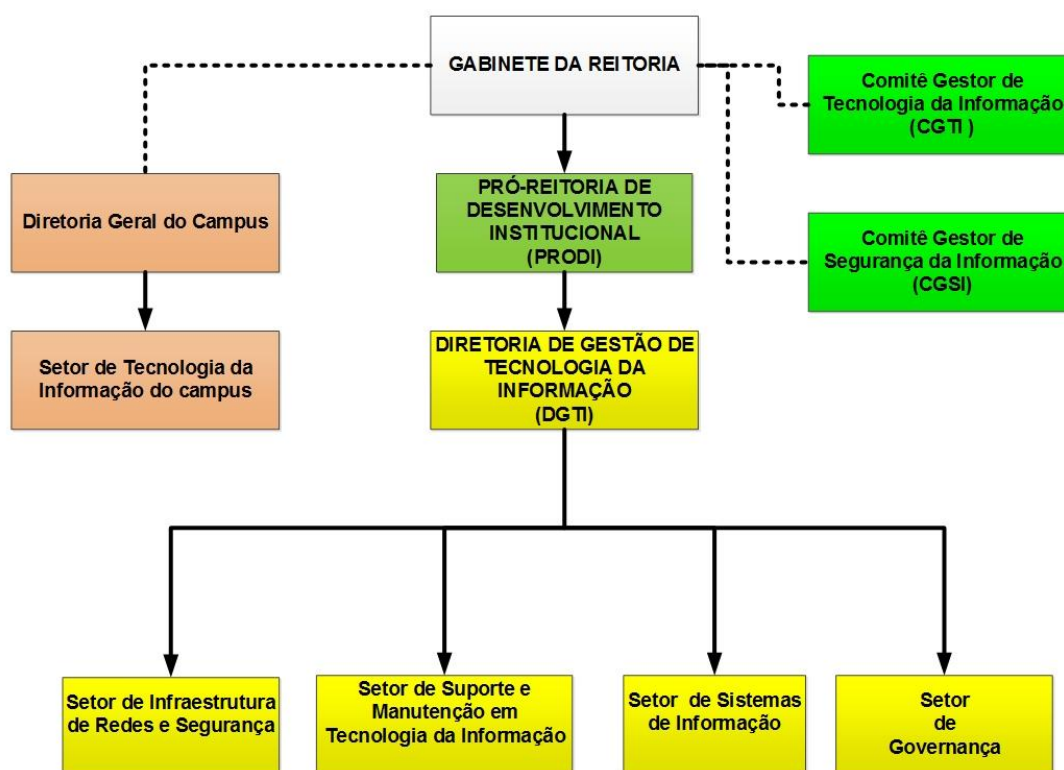 GABINETE DA REITORIA
Comitê Gestor de
Tecnologia da Informação
(CGTI )
Diretoria Geral do Campus
PRÓ-REITORIA DE
DESENVOLVIMENTO
INSTITUCIONAL
(PRODI)
Comitê Gestor de
Segurança da Informação
(CGSI)
Setor de Tecnologia da
Informação do campus
DIRETORIA DE GESTÃO DE
TECNOLOGIA DA
INFORMAÇÃO
(DGTI)
Setor de Infraestrutura
de Redes e Segurança
Setor de Suporte e
Manutenção em
Tecnologia da Informação
Setor de Sistemas
de Informação
Setor
de
Governança